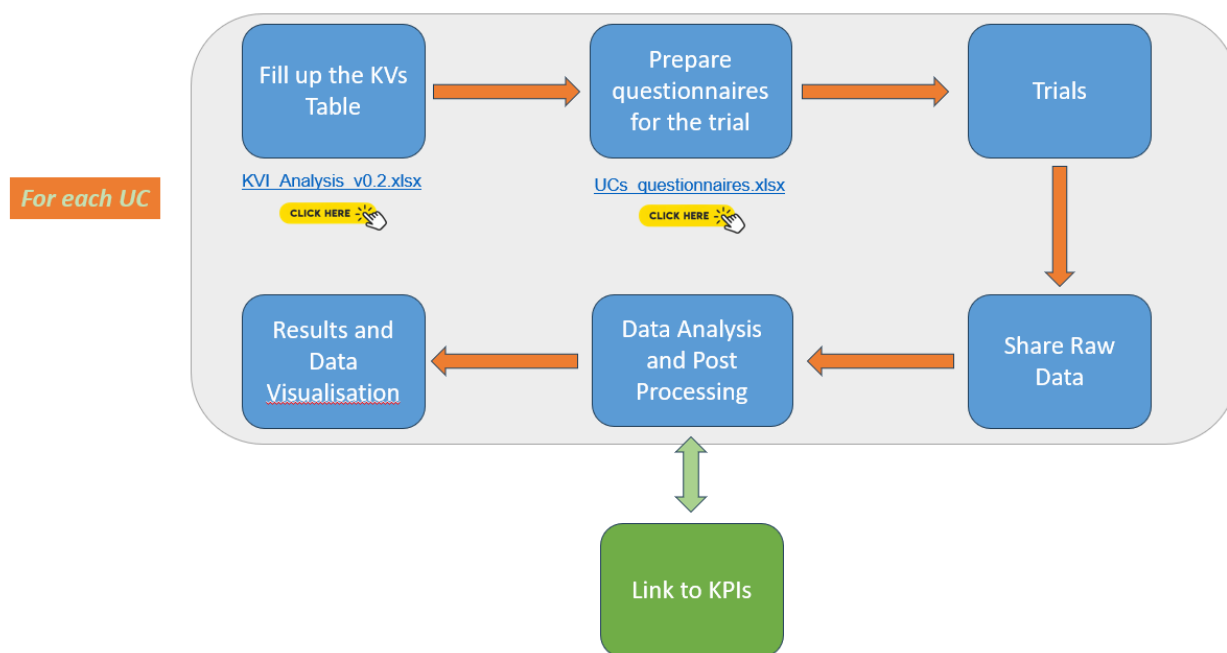 Fill up the KVs
Table
Prepare
questionnaires
for the trial
Trials
KVI_Analysis_v0.2.xlsx
UCs_questionnaires.xlsx
For each UC
CLICK HERE
CLICK HERE
Results and
Data
Visualisation
Data Analysis
and Post
Processing
Share Raw
Data
Link to KPIs